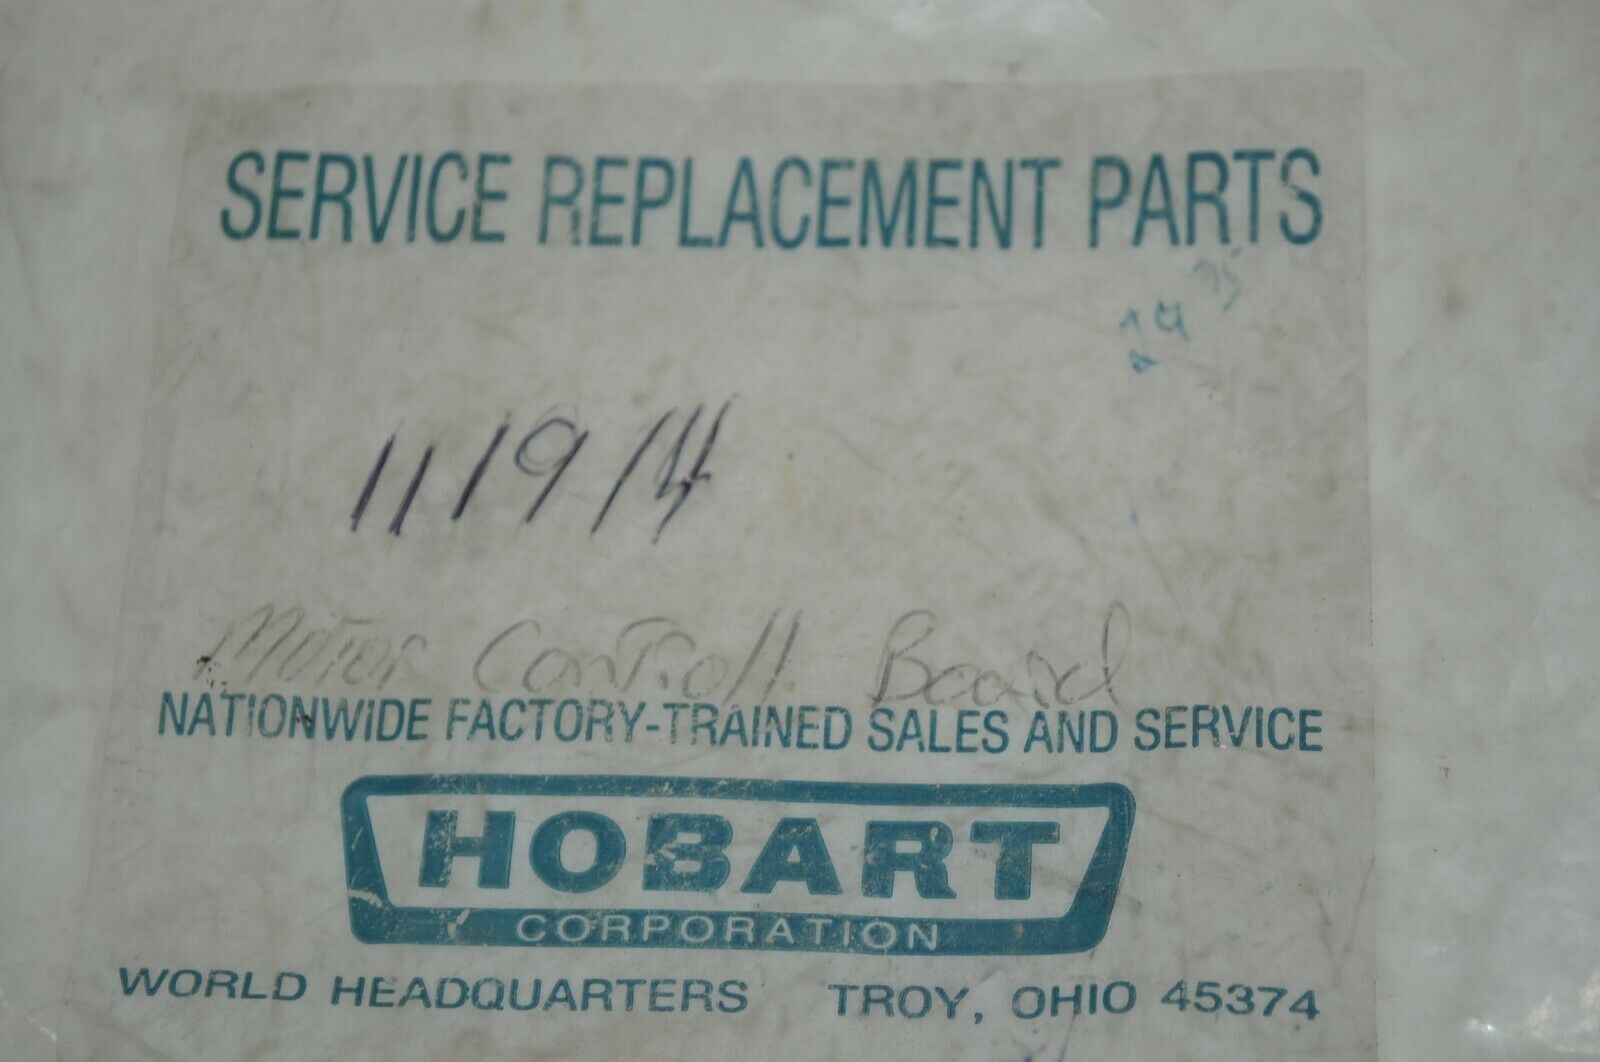 SERVICE REPLACEMENT PARTS
111914
Motor Controll Board
NATIONWIDE FACTORY-TRAINED SALES AND SERVICE
HOBART
CORPORATION
WORLD HEADQUARTERS TROY, OHIO 45374